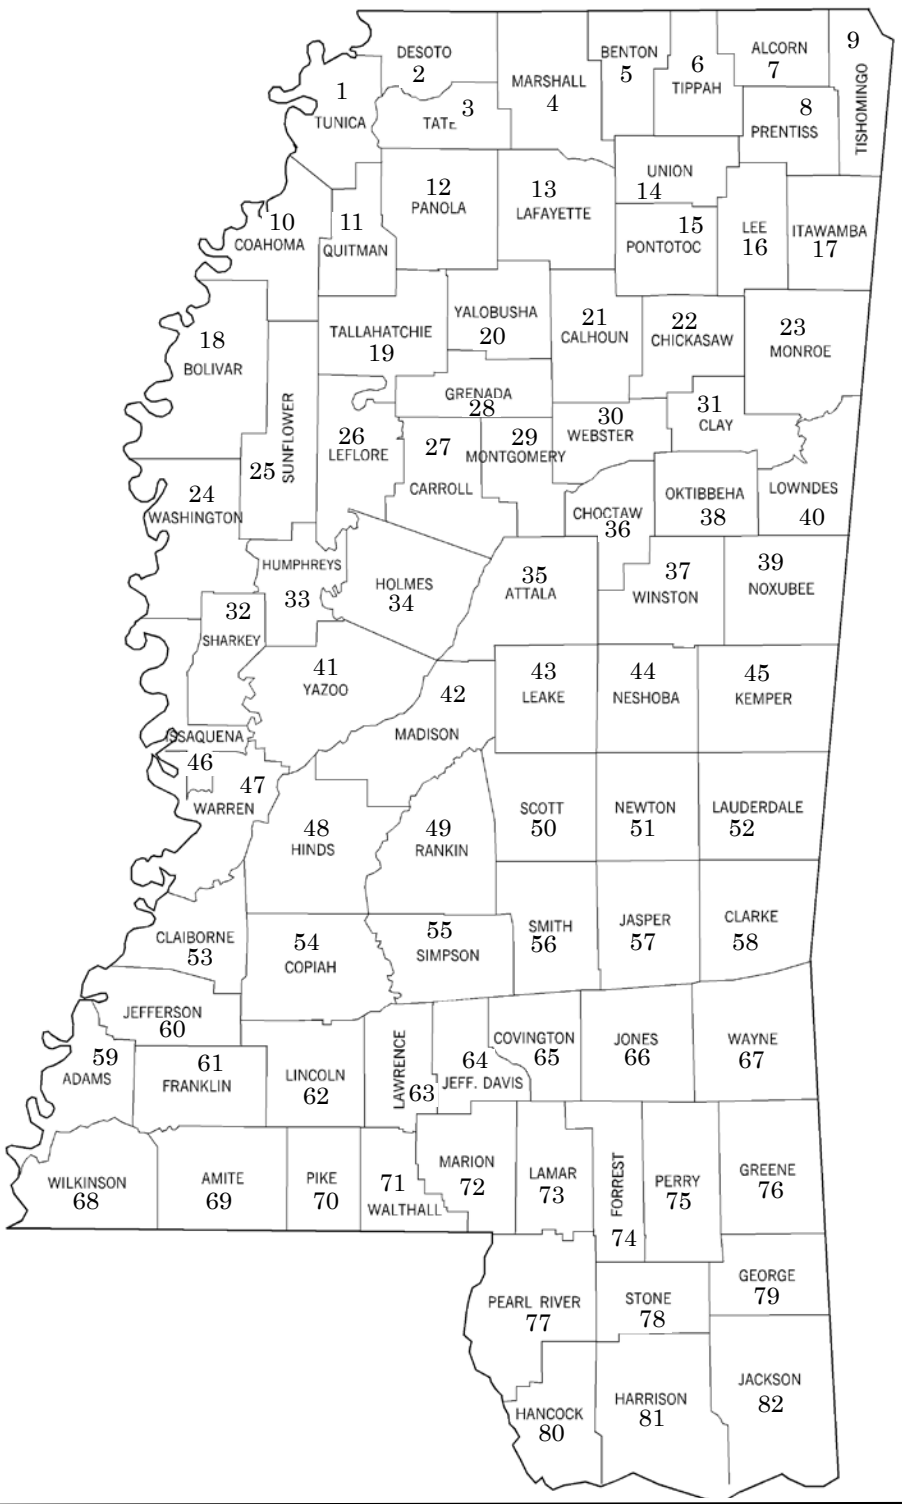 DESOTO
2
BENTON
5
6
TIPPAH
ALCORN
7
9
TISHOMINGO
1
TUNICA
3
TATE
MARSHALL
4
8
PRENTISS
10
COAHOMA
11
QUITMAN
12
PANOLA
13
LAFAYETTE
UNION
14
15
PONTOTOC
LEE
16
ITAWAMBA
17
18
BOLIVAR
TALLAHATCHIE
19
YALOBUSHA
20
21
CALHOUN
22
CHICKASAW
23
MONROE
SUNFLOWER
25
26
LEFLORE
GRENADA
28
27
CARROLL
29
MONTGOMERY
30
WEBSTER
31
CLAY
24
WASHINGTON
CHOCTAW
36
OKTIBBEHA
38
LOWNDES
40
HUMPHREYS
33
HOLMES
34
35
ATTALA
37
WINSTON
39
NOXUBEE
32
SHARKEY
41
YAZOO
42
MADISON
43
LEAKE
44
NESHOBA
45
KEMPER
ISSAQUENA
46
47
WARREN
48
HINDS
49
RANKIN
SCOTT
50
NEWTON
51
LAUDERDALE
52
CLAIBORNE
53
54
COPIAH
55
SIMPSON
SMITH
56
JASPER
57
CLARKE
58
JEFFERSON
60
59
ADAMS
61
FRANKLIN
LINCOLN
62
LAWRENCE
63
64
JEFF. DAVIS
COVINGTON
65
JONES
66
WAYNE
67
WILKINSON
68
AMITE
69
PIKE
70
71
WALTHALL
MARION
72
LAMAR
73
FORREST
74
PERRY
75
GREENE
76
PEARL RIVER
77
STONE
78
GEORGE
79
HANCOCK
80
HARRISON
81
JACKSON
82